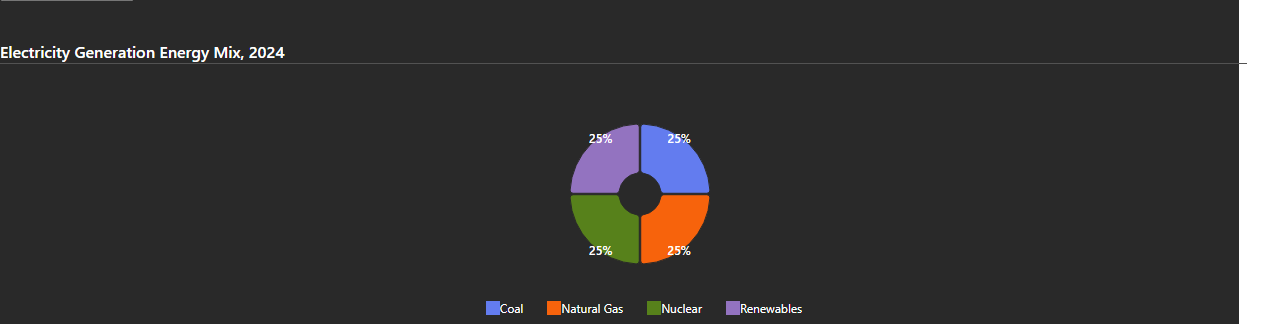 Electricity Generation Energy Mix, 2024
25% 25%
25% 25%
Coal Natural Gas Nuclear Renewables